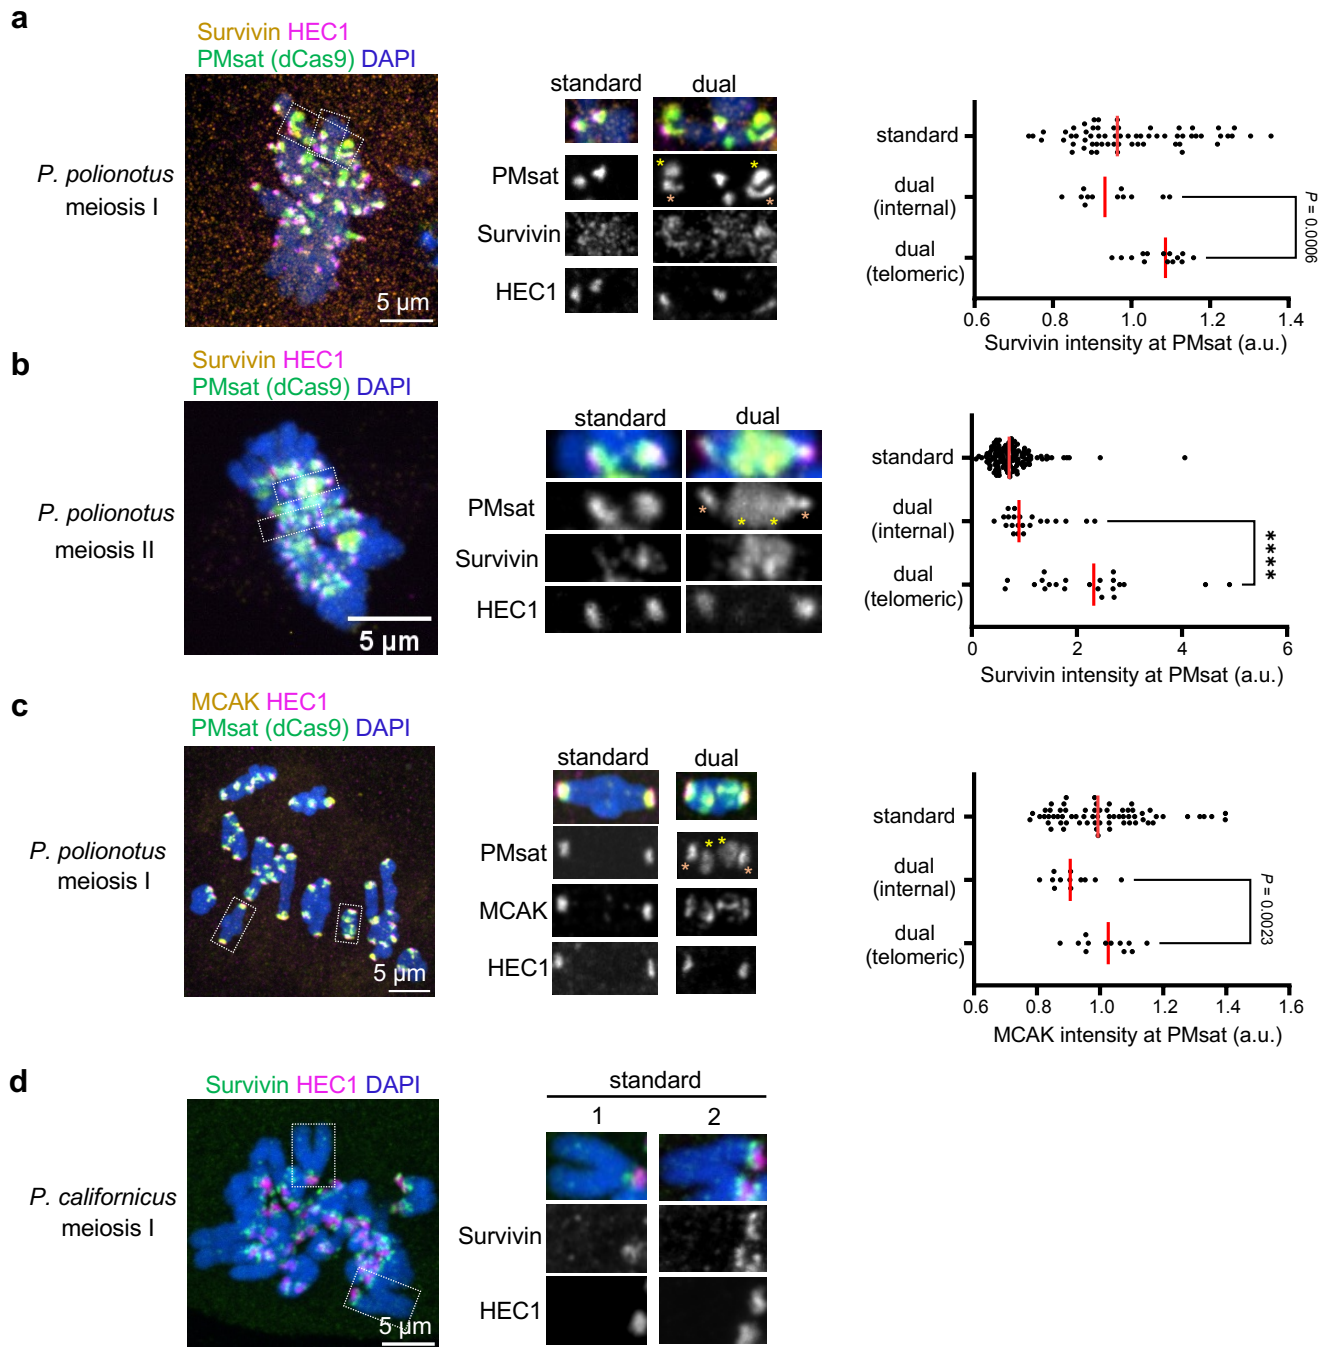 a
Survivin HEC1
PMsat (dCas9) DAPI
P. polionotus
meiosis I
5 µm
standard
dual
PMsat
*
*
*
*
Survivin
HEC1
standard
dual
(internal)
dual
(telomeric)
P = 0.0006
0.6
0.8
1.0
1.2
1.4
Survivin intensity at PMsat (a.u.)
b
Survivin HEC1
PMsat (dCas9) DAPI
P. polionotus
meiosis II
5 µm
standard
dual
PMsat
*
*
*
*
Survivin
HEC1
standard
dual
(internal)
dual
(telomeric)
****
0
2
4
6
Survivin intensity at PMsat (a.u.)
c
MCAK HEC1
PMsat (dCas9) DAPI
P. polionotus
meiosis I
5 µm
standard
dual
PMsat
*
*
*
*
MCAK
HEC1
standard
dual
(internal)
dual
(telomeric)
P = 0.0023
0.6
0.8
1.0
1.2
1.4
1.6
MCAK intensity at PMsat (a.u.)
d
Survivin HEC1 DAPI
P. californicus
meiosis I
5 µm
standard
1
2
Survivin
HEC1